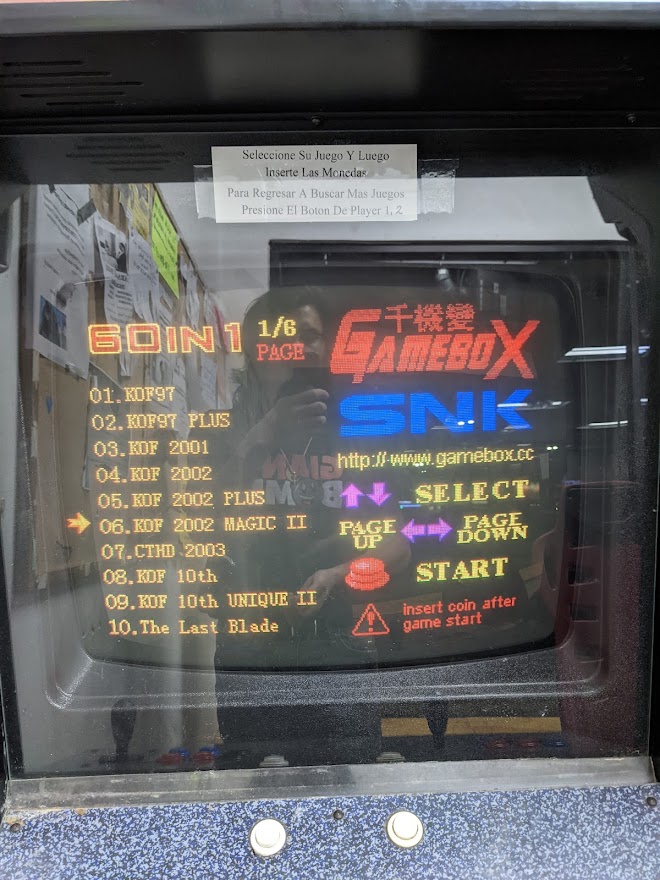 Seleccione Su Juego Y Luego
Inserte Las Monedas
Para Regresar A Buscar Mas Juegos
Presione El Boton De Player 1, 2
60IN1 1/6
PAGE
01.KOF97
02.KOF97 PLUS
03.KOF 2001
04.KOF 2002
05.KOF 2002 PLUS
06.KOF 2002 MAGIC II
07.CTHD 2003
08.KOF 10th
09.KOF 10th UNIQUE II
10.The Last Blade
千機變
GAMEBOX
SNK
http://www.gamebox.cc
SELECT
PAGE UP
PAGE DOWN
START
insert coin after
game start